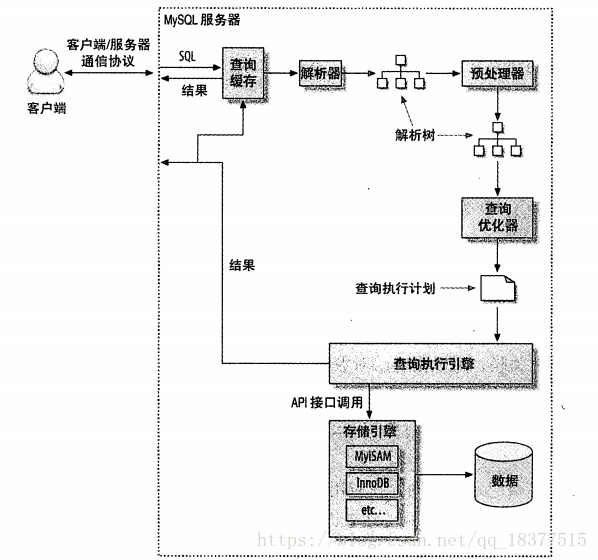 MySQL 服务器
客户端/服务器
通信协议
客户端
SQL
结果
查询
缓存
解析器
预处理器
解析树
查询
优化器
结果
查询执行计划
查询执行引擎
API 接口调用
存储引擎
MyISAM
InnoDB
etc...
数据
https://blog.csdn.net/qq_18377515